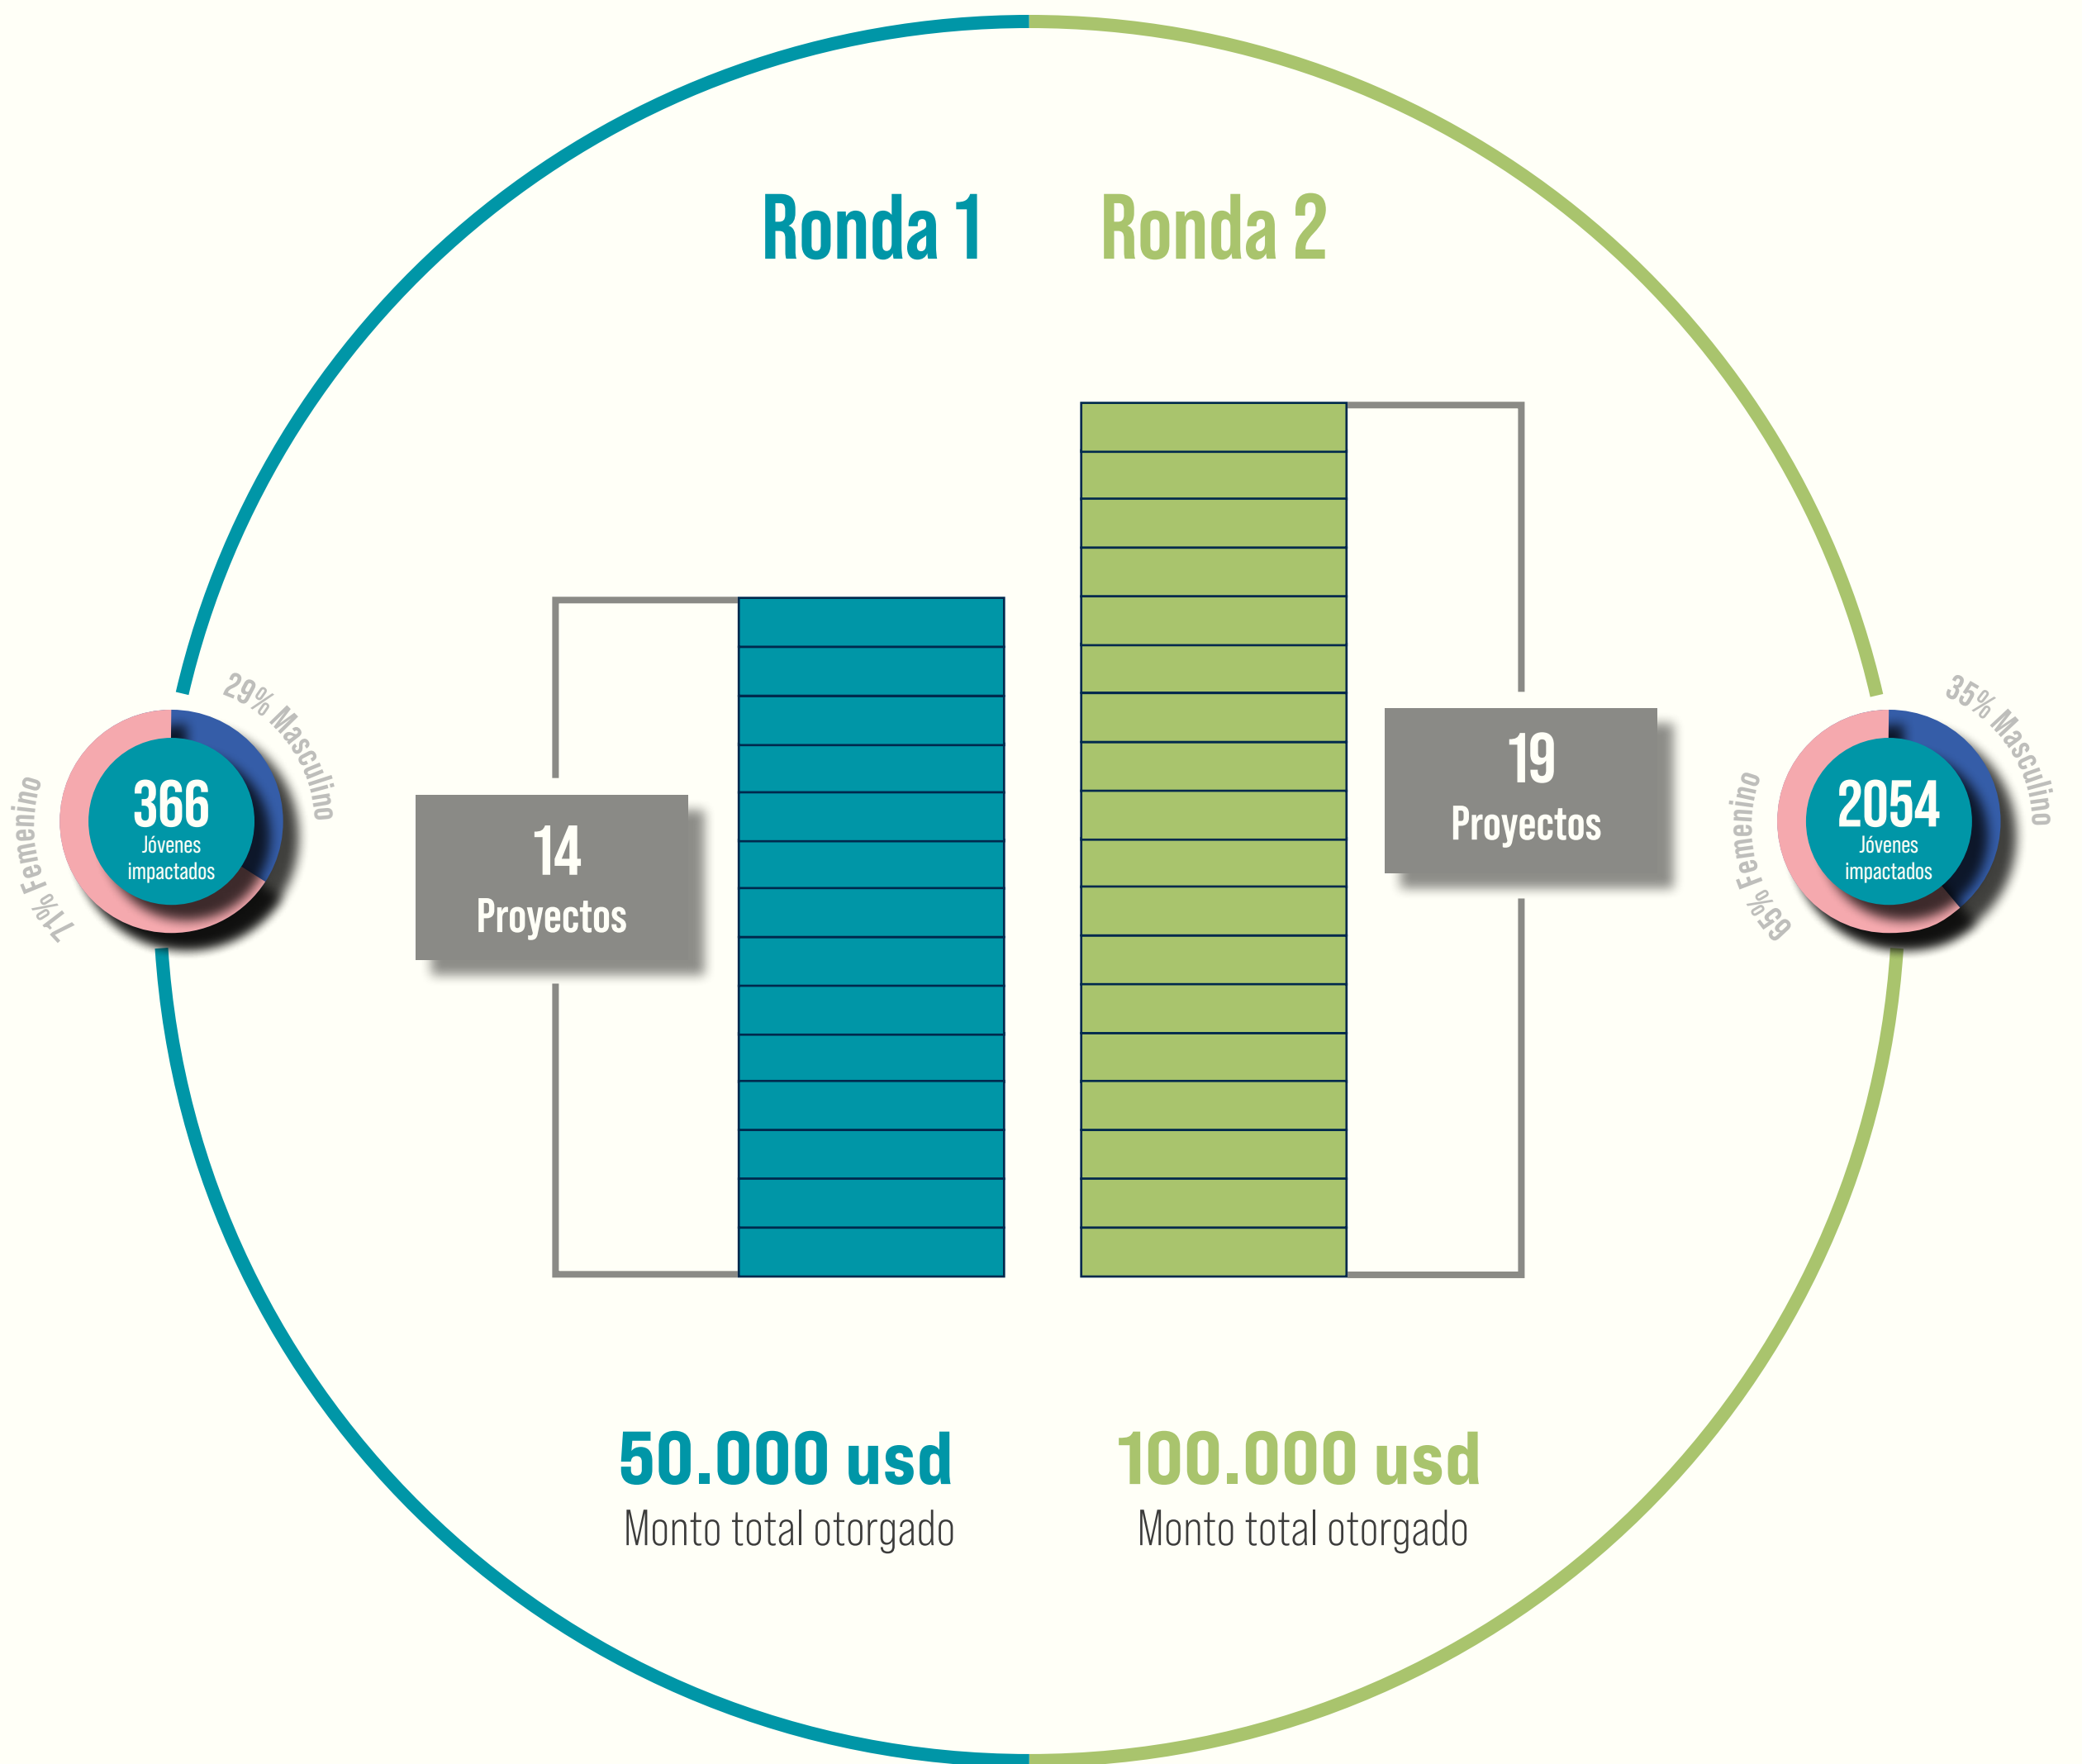 Ronda 1
Ronda 2
29% Masculino
71% Femenino
366
Jóvenes
impactados
14
Proyectos
19
Proyectos
35% Masculino
65% Femenino
2054
Jóvenes
impactados
50.000 usd
Monto total otorgado
100.000 usd
Monto total otorgado